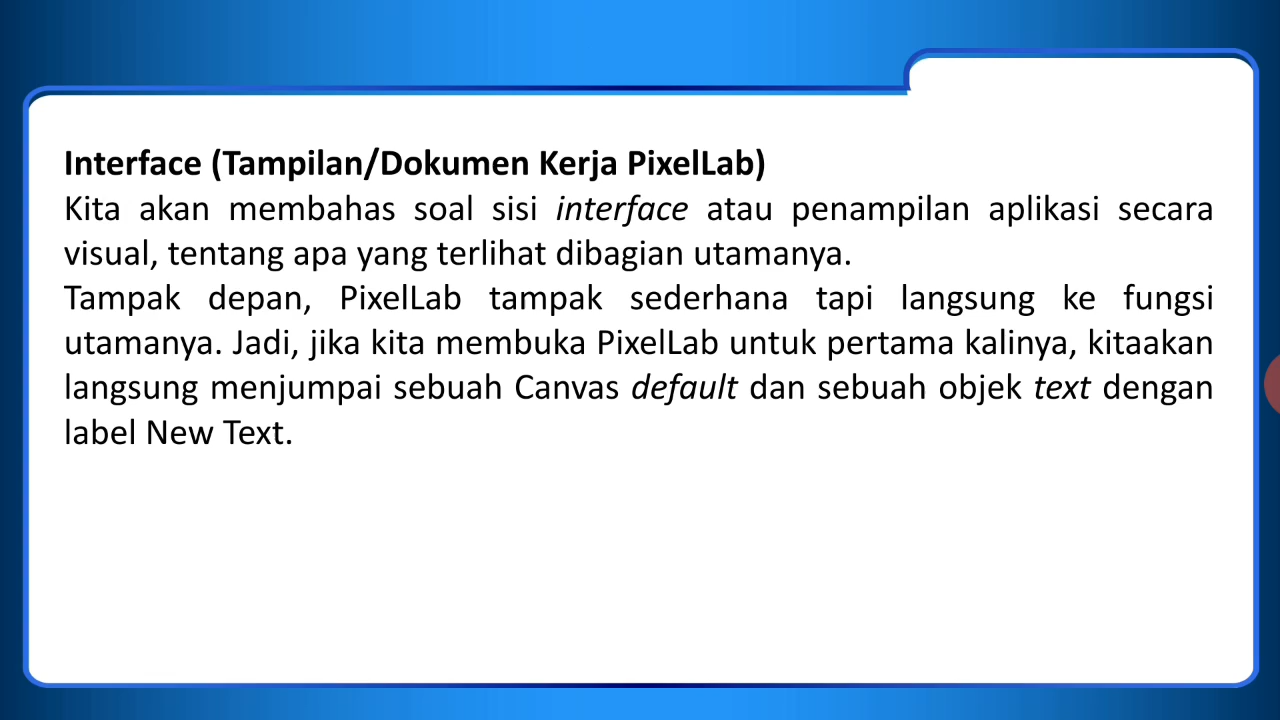 Interface (Tampilan/Dokumen Kerja PixelLab)
Kita akan membahas soal sisi interface atau penampilan aplikasi secara
visual, tentang apa yang terlihat dibagian utamanya.
Tampak depan, PixelLab tampak sederhana tapi langsung ke fungsi
utamanya. Jadi, jika kita membuka PixelLab untuk pertama kalinya, kitaakan
langsung menjumpai sebuah Canvas default dan sebuah objek text dengan
label New Text.